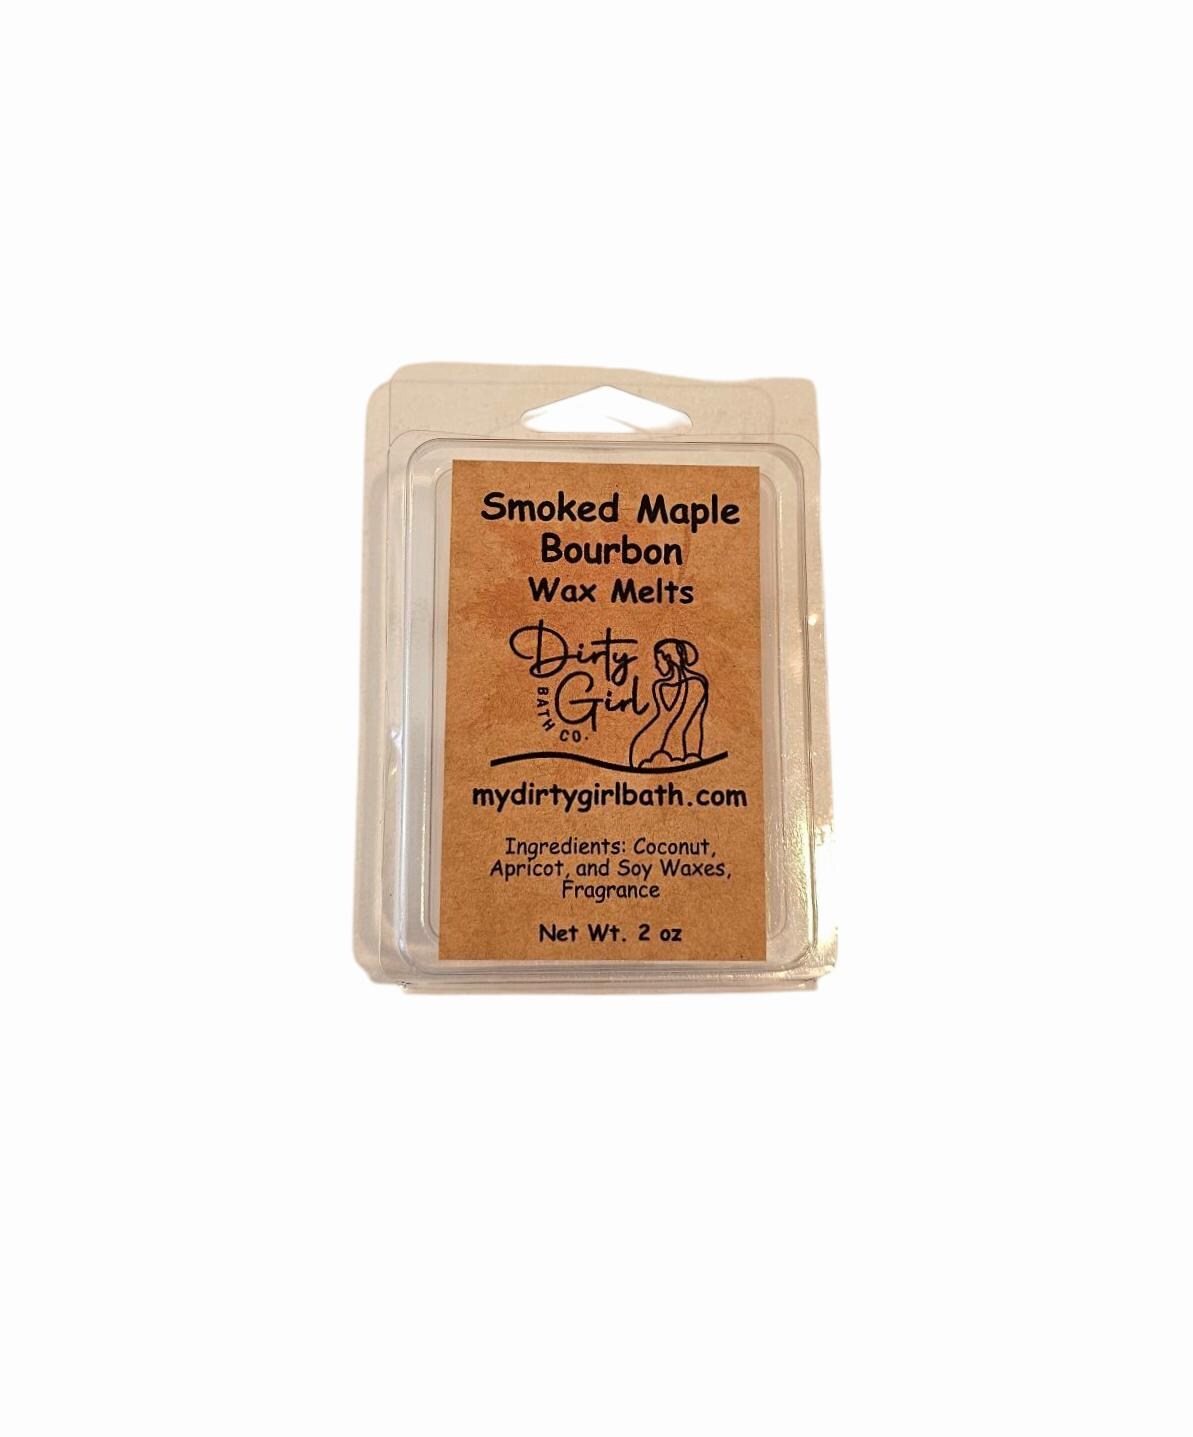 Smoked Maple
Bourbon
Wax Melts
Dirty
Girl
BATH CO.
mydirtygirlbath.com
Ingredients: Coconut,
Apricot, and Soy Waxes,
Fragrance
Net Wt. 2 oz